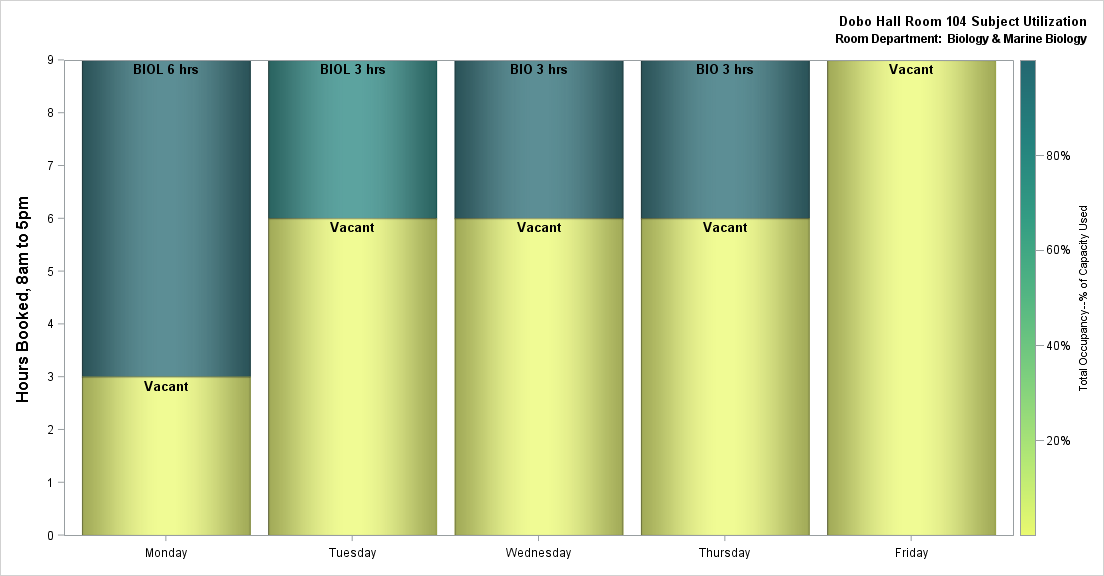 Dobo Hall Room 104 Subject Utilization
Room Department: Biology & Marine Biology
Hours Booked, 8am to 5pm
9
8
7
6
5
4
3
2
1
0
BIOL 6 hrs
BIOL 3 hrs
BIO 3 hrs
BIO 3 hrs
Vacant
Vacant
Vacant
Vacant
Vacant
Monday
Tuesday
Wednesday
Thursday
Friday
80%
60%
40%
20%
Total Occupancy--% of Capacity Used